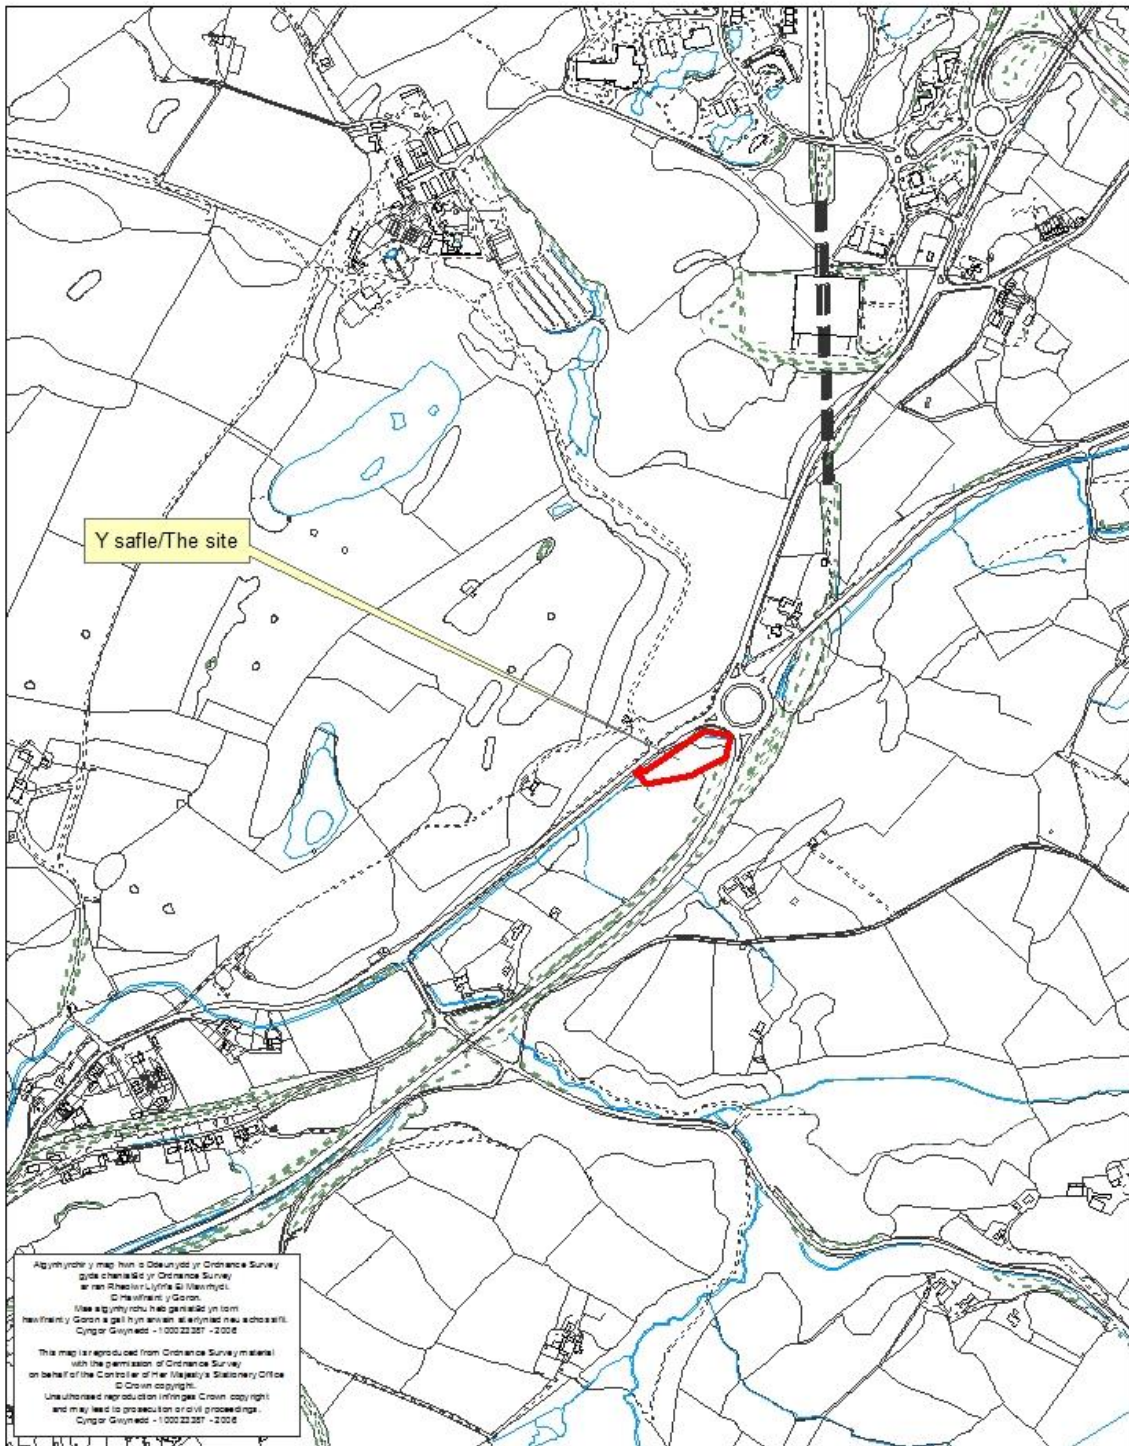 Y safle/The site
Atgynhyrchir y map hwn o Ddeunydd yr Ordnance Survey
gyda chaniatâd yr Ordnance Survey
ar ran Rheolwr Llyfrfa Ei Mawrhydi.
© Hawlfraint y Goron.
Mae atgynhyrchu heb ganiatâd yn torri
hawlfraint y Goron a gall hyn arwain at erlyniad neu achos sifil.
Cyngor Gwynedd - 100023387 - 2008
This map is reproduced from Ordnance Survey material
with the permission of Ordnance Survey
on behalf of the Controller of Her Majesty's Stationery Office
© Crown copyright.
Unauthorised reproduction infringes Crown copyright
and may lead to prosecution or civil proceedings.
Cyngor Gwynedd - 100023387 - 2008